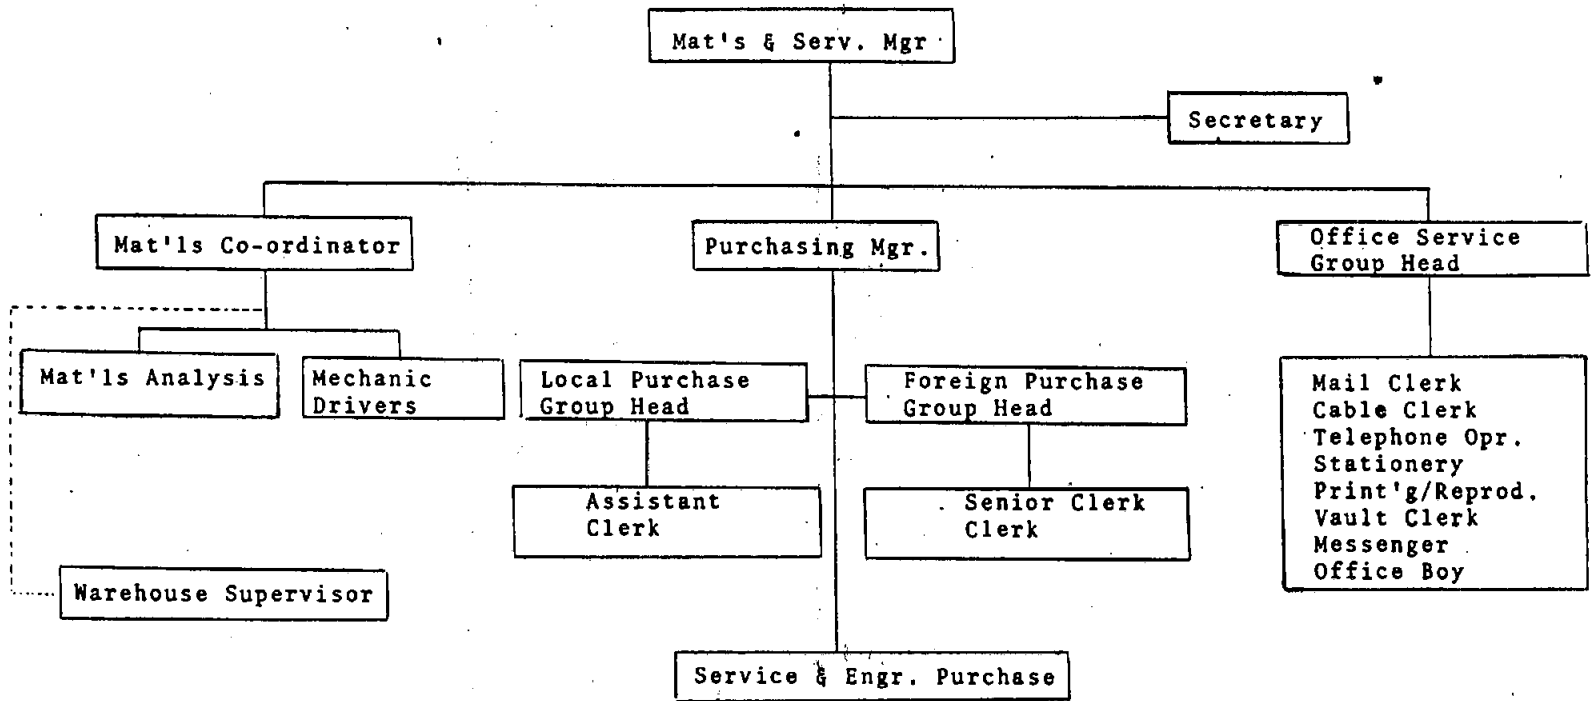 Mat's & Serv. Mgr
Secretary
Mat'ls Co-ordinator
Purchasing Mgr.
Office Service
Group Head
Mat'ls Analysis
Mechanic
Drivers
Local Purchase
Group Head
Foreign Purchase
Group Head
Mail Clerk
Cable Clerk
Telephone Opr.
Stationery
Print'g/Reprod.
Vault Clerk
Messenger
Office Boy
Assistant
Clerk
Senior Clerk
Clerk
Warehouse Supervisor
Service & Engr. Purchase